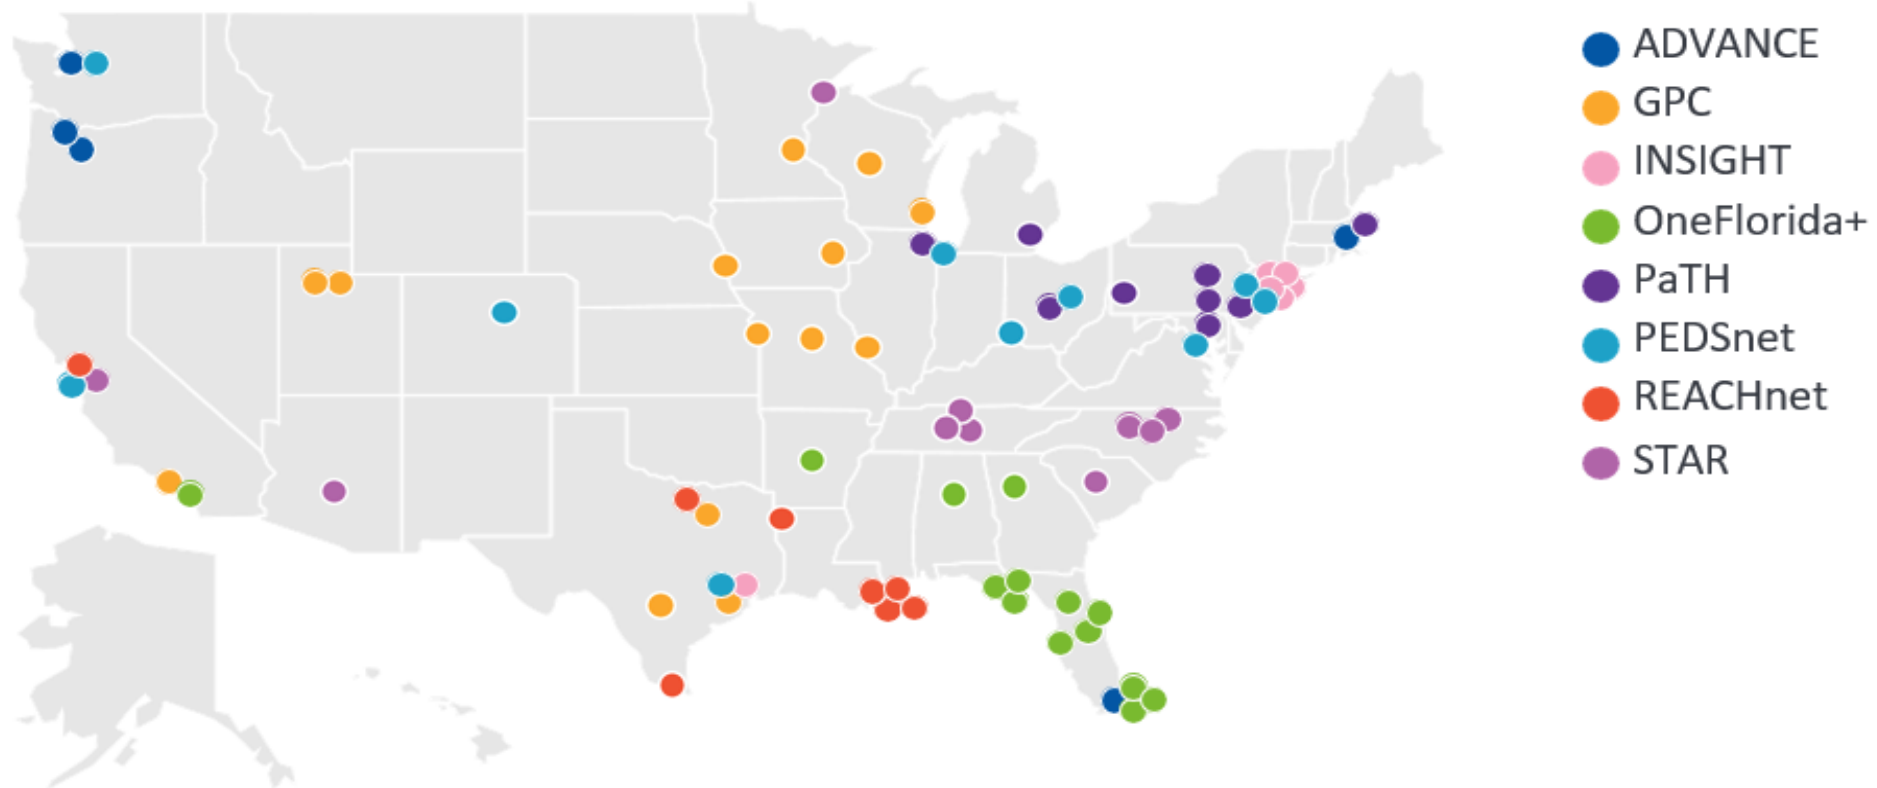 ADVANCE
GPC
INSIGHT
OneFlorida+
PaTH
PEDSnet
REACHnet
STAR